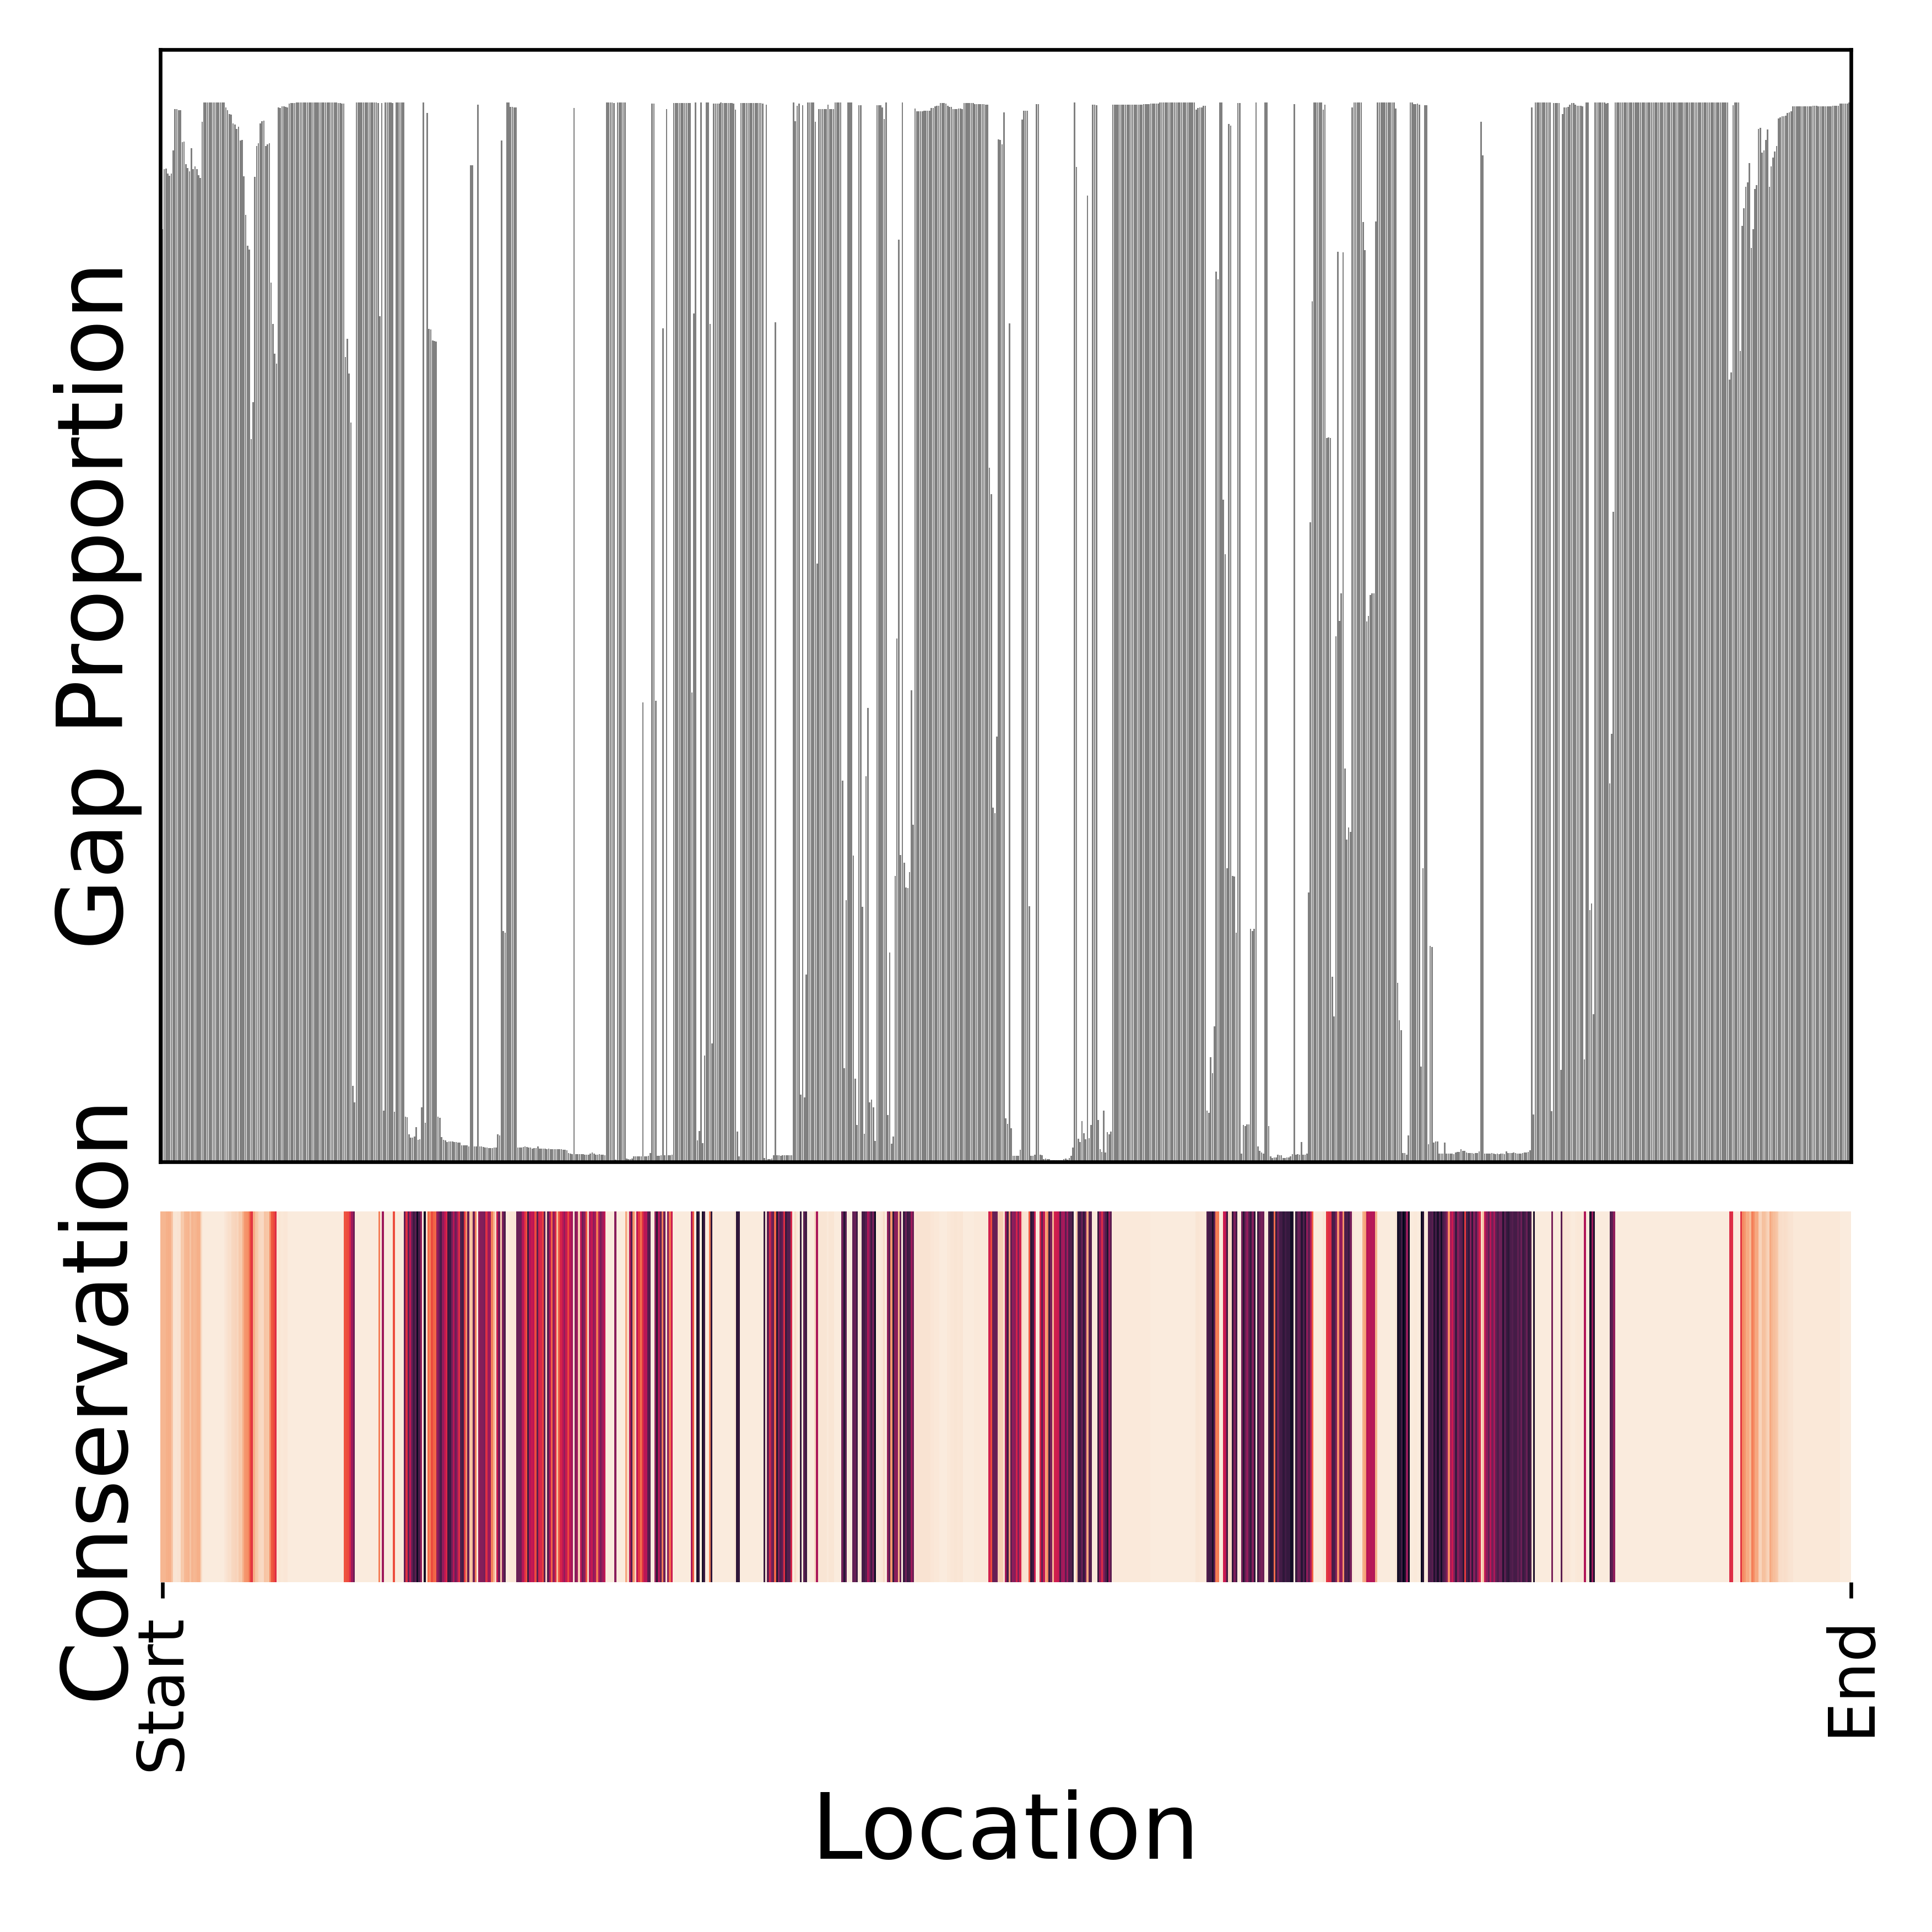 Gap Proportion
Conservation
Start
End
Location